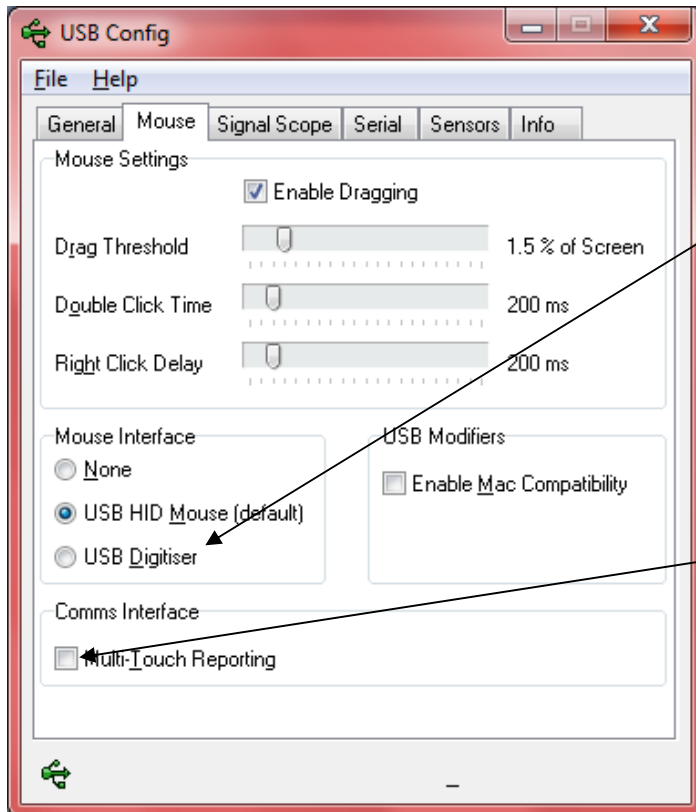 USB Config
File Help
General Mouse Signal Scope Serial Sensors Info
Mouse Settings
Enable Dragging
Drag Threshold 1.5 % of Screen
Double Click Time 200 ms
Right Click Delay 200 ms
Mouse Interface
None
USB HID Mouse (default)
USB Digitiser
USB Modifiers
Enable Mac Compatibility
Comms Interface
Multi-Touch Reporting